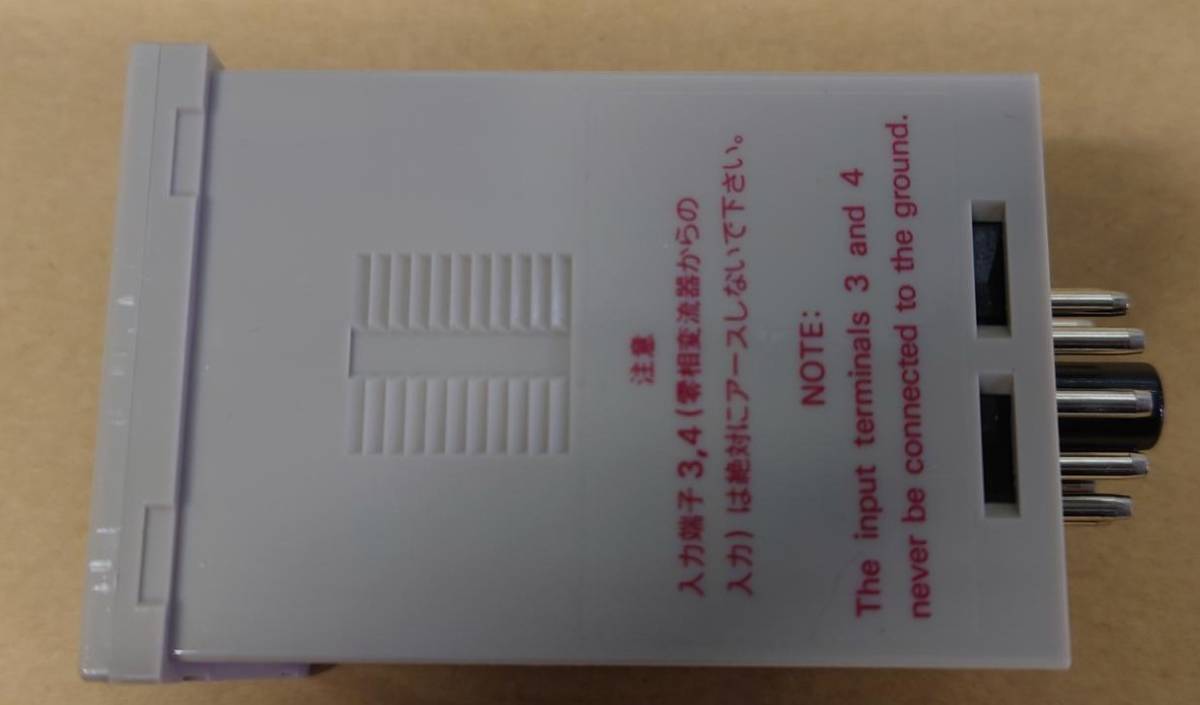 注意
入力端子3,4(零相変流器からの
入力)は絶対にアースしないで下さい。
NOTE:
The input terminals 3 and 4
never be connected to the ground.